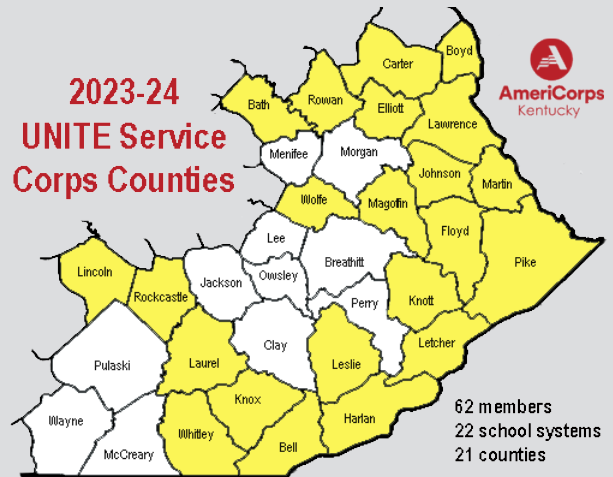 2023-24
UNITE Service
Corps Counties
AmeriCorps
Kentucky
Boyd
Carter
Bath
Rowan
Elliott
Lawrence
Menifee
Morgan
Johnson
Martin
Wolfe
Magoffin
Floyd
Lee
Breathitt
Pike
Lincoln
Rockcastle
Jackson
Owsley
Perry
Knott
Clay
Letcher
Pulaski
Laurel
Leslie
Knox
Harlan
Wayne
McCreary
Whitley
Bell
62 members
22 school systems
21 counties